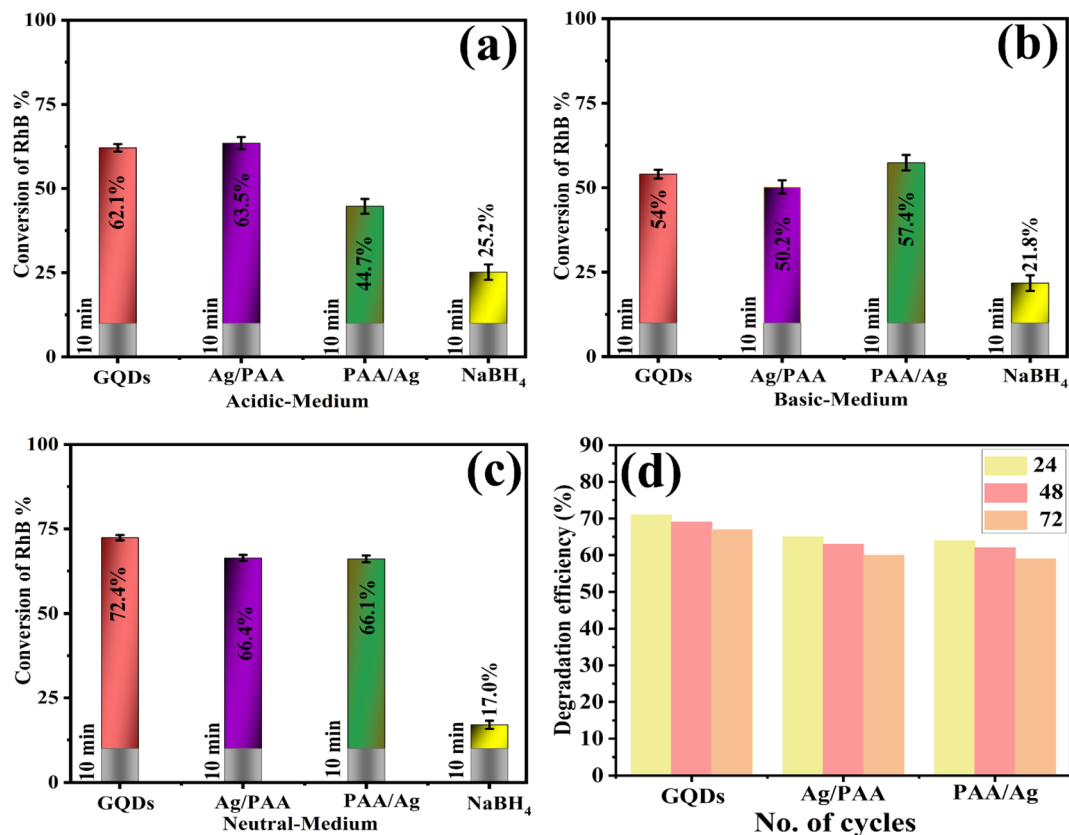 (a)
Conversion of RhB %
100
75
50
25
0
62.1%
63.5%
44.7%
25.2%
10 min
10 min
10 min
10 min
GQDs Ag/PAA PAA/Ag NaBH₄
Acidic-Medium
(b)
Conversion of RhB %
100
75
50
25
0
54%
50.2%
57.4%
21.8%
10 min
10 min
10 min
10 min
GQDs Ag/PAA PAA/Ag NaBH₄
Basic-Medium
(c)
Conversion of RhB %
100
75
50
25
0
72.4%
66.4%
66.1%
17.0%
10 min
10 min
10 min
10 min
GQDs Ag/PAA PAA/Ag NaBH₄
Neutral-Medium
(d)
Degradation efficiency (%)
90
80
70
60
50
40
30
20
10
0
24
48
72
GQDs Ag/PAA PAA/Ag
No. of cycles